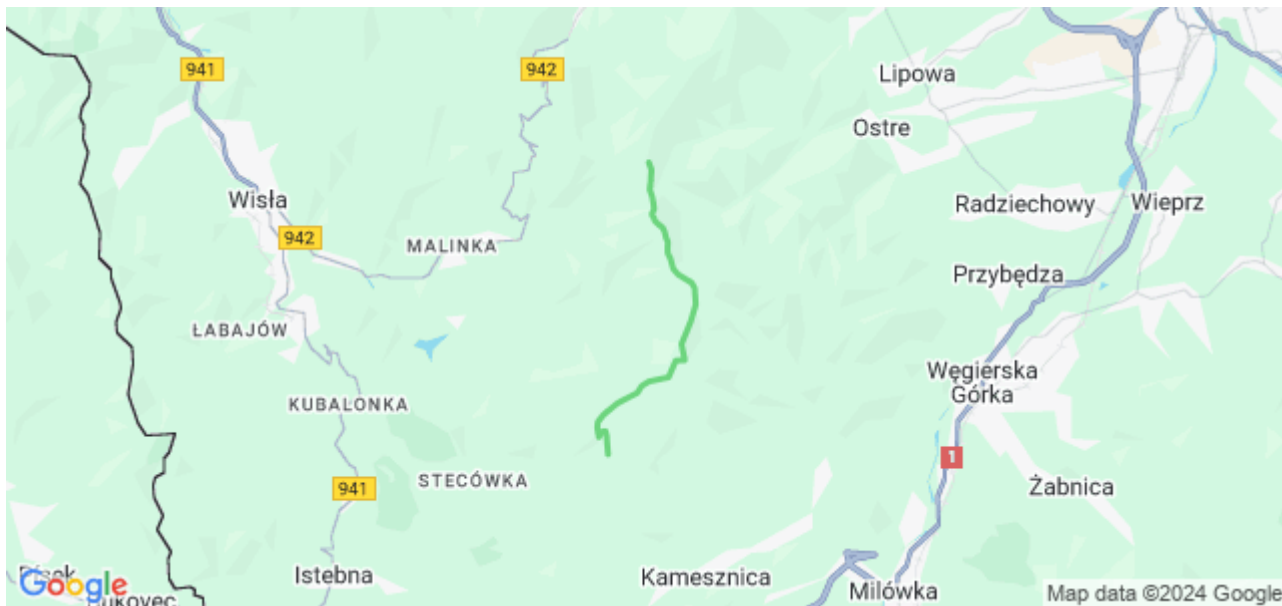 941
942
Lipowa
Ostre
Wisła
942
MALINKA
Radziechowy
Wieprz
Przybędza
ŁABAJÓW
Węgierska
Górka
KUBALONKA
1
STECÓWKA
941
Żabnica
Istebna
Kamesznica
Milówka
Google
Map data ©2024 Google